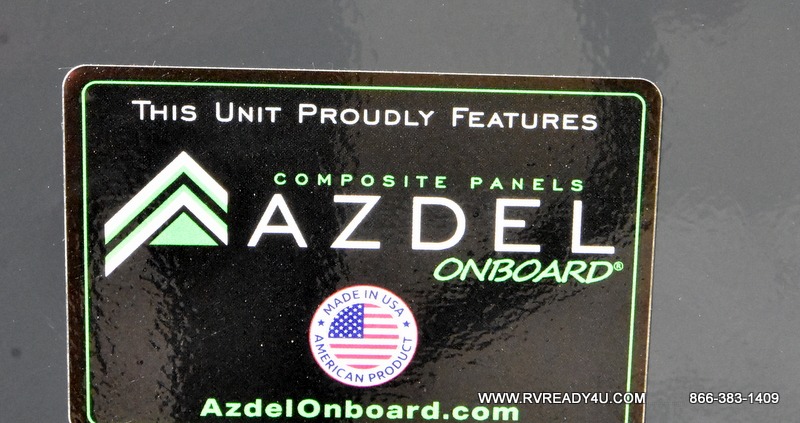 This Unit Proudly Features
COMPOSITE PANELS
AZDEL
ONBOARD®
MADE IN USA
AMERICAN PRODUCT
AzdelOnboard.com
WWW.RVREADY4U.COM 866-383-1409